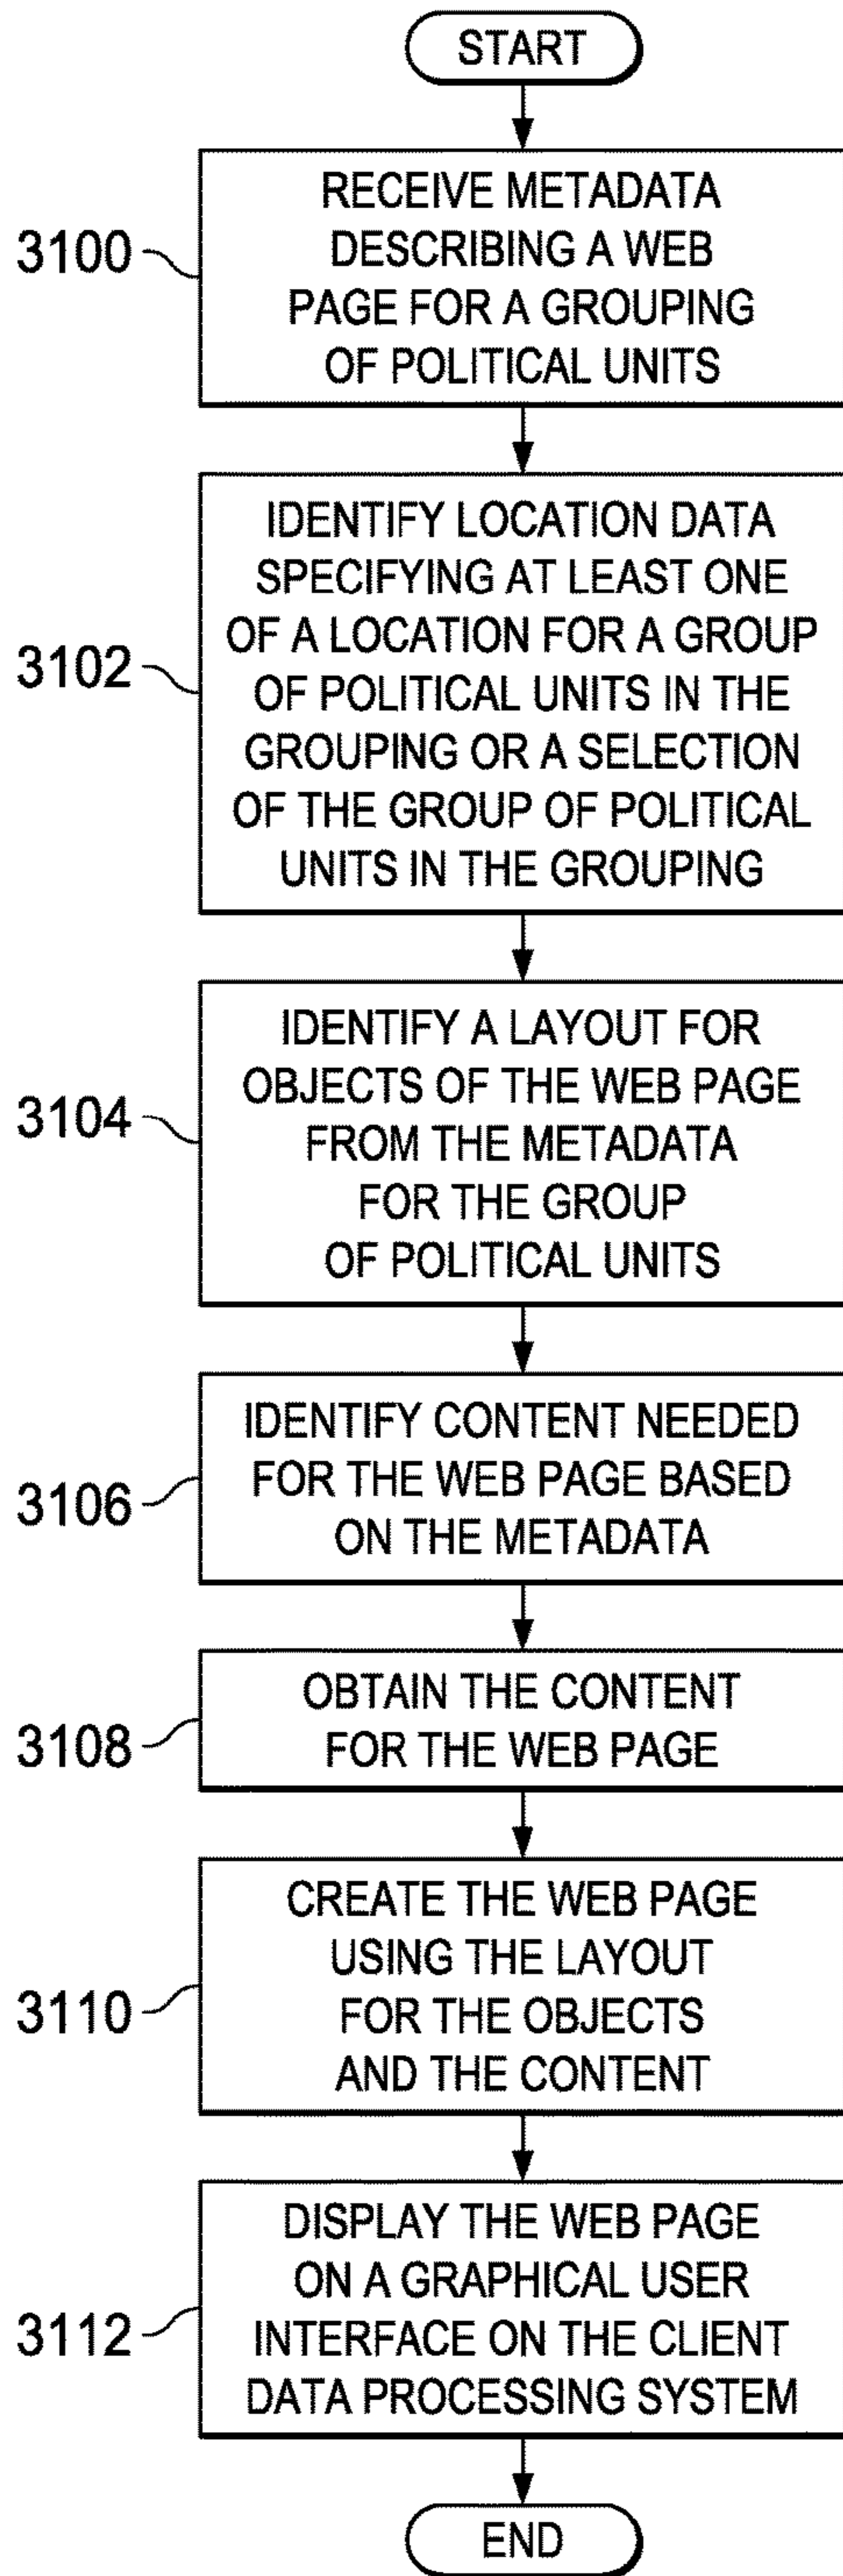 START
3100
RECEIVE METADATA
DESCRIBING A WEB
PAGE FOR A GROUPING
OF POLITICAL UNITS
3102
IDENTIFY LOCATION DATA
SPECIFYING AT LEAST ONE
OF A LOCATION FOR A GROUP
OF POLITICAL UNITS IN THE
GROUPING OR A SELECTION
OF THE GROUP OF POLITICAL
UNITS IN THE GROUPING
3104
IDENTIFY A LAYOUT FOR
OBJECTS OF THE WEB PAGE
FROM THE METADATA
FOR THE GROUP
OF POLITICAL UNITS
3106
IDENTIFY CONTENT NEEDED
FOR THE WEB PAGE BASED
ON THE METADATA
3108
OBTAIN THE CONTENT
FOR THE WEB PAGE
3110
CREATE THE WEB PAGE
USING THE LAYOUT
FOR THE OBJECTS
AND THE CONTENT
3112
DISPLAY THE WEB PAGE
ON A GRAPHICAL USER
INTERFACE ON THE CLIENT
DATA PROCESSING SYSTEM
END